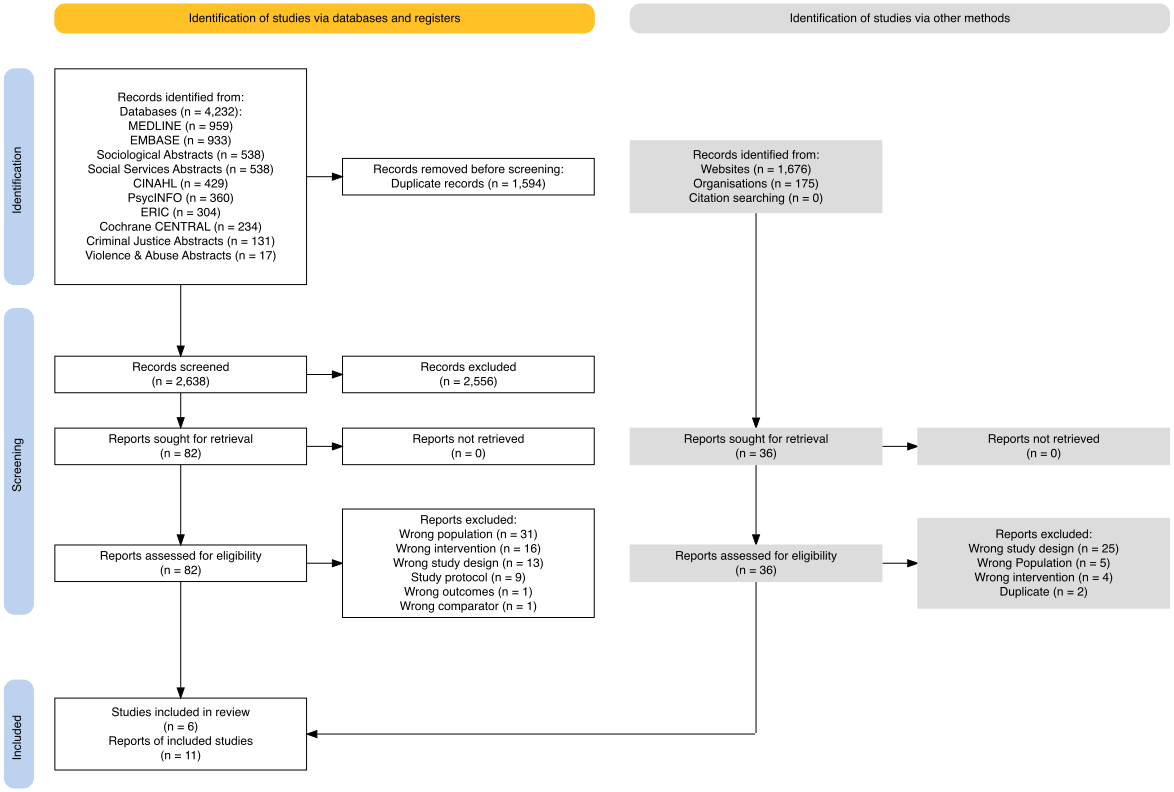 Identification of studies via databases and registers
Identification of studies via other methods
Identification
Records identified from:
Databases (n = 4,232):
MEDLINE (n = 959)
EMBASE (n = 933)
Sociological Abstracts (n = 538)
Social Services Abstracts (n = 538)
CINAHL (n = 429)
PsycINFO (n = 360)
ERIC (n = 304)
Cochrane CENTRAL (n = 234)
Criminal Justice Abstracts (n = 131)
Violence & Abuse Abstracts (n = 17)
Records removed before screening:
Duplicate records (n = 1,594)
Records identified from:
Websites (n = 1,676)
Organisations (n = 175)
Citation searching (n = 0)
Screening
Records screened
(n = 2,638)
Records excluded
(n = 2,556)
Reports sought for retrieval
(n = 82)
Reports not retrieved
(n = 0)
Reports sought for retrieval
(n = 36)
Reports not retrieved
(n = 0)
Reports assessed for eligibility
(n = 82)
Reports excluded:
Wrong population (n = 31)
Wrong intervention (n = 16)
Wrong study design (n = 13)
Study protocol (n = 9)
Wrong outcomes (n = 1)
Wrong comparator (n = 1)
Reports assessed for eligibility
(n = 36)
Reports excluded:
Wrong study design (n = 25)
Wrong Population (n = 5)
Wrong intervention (n = 4)
Duplicate (n = 2)
Included
Studies included in review
(n = 6)
Reports of included studies
(n = 11)